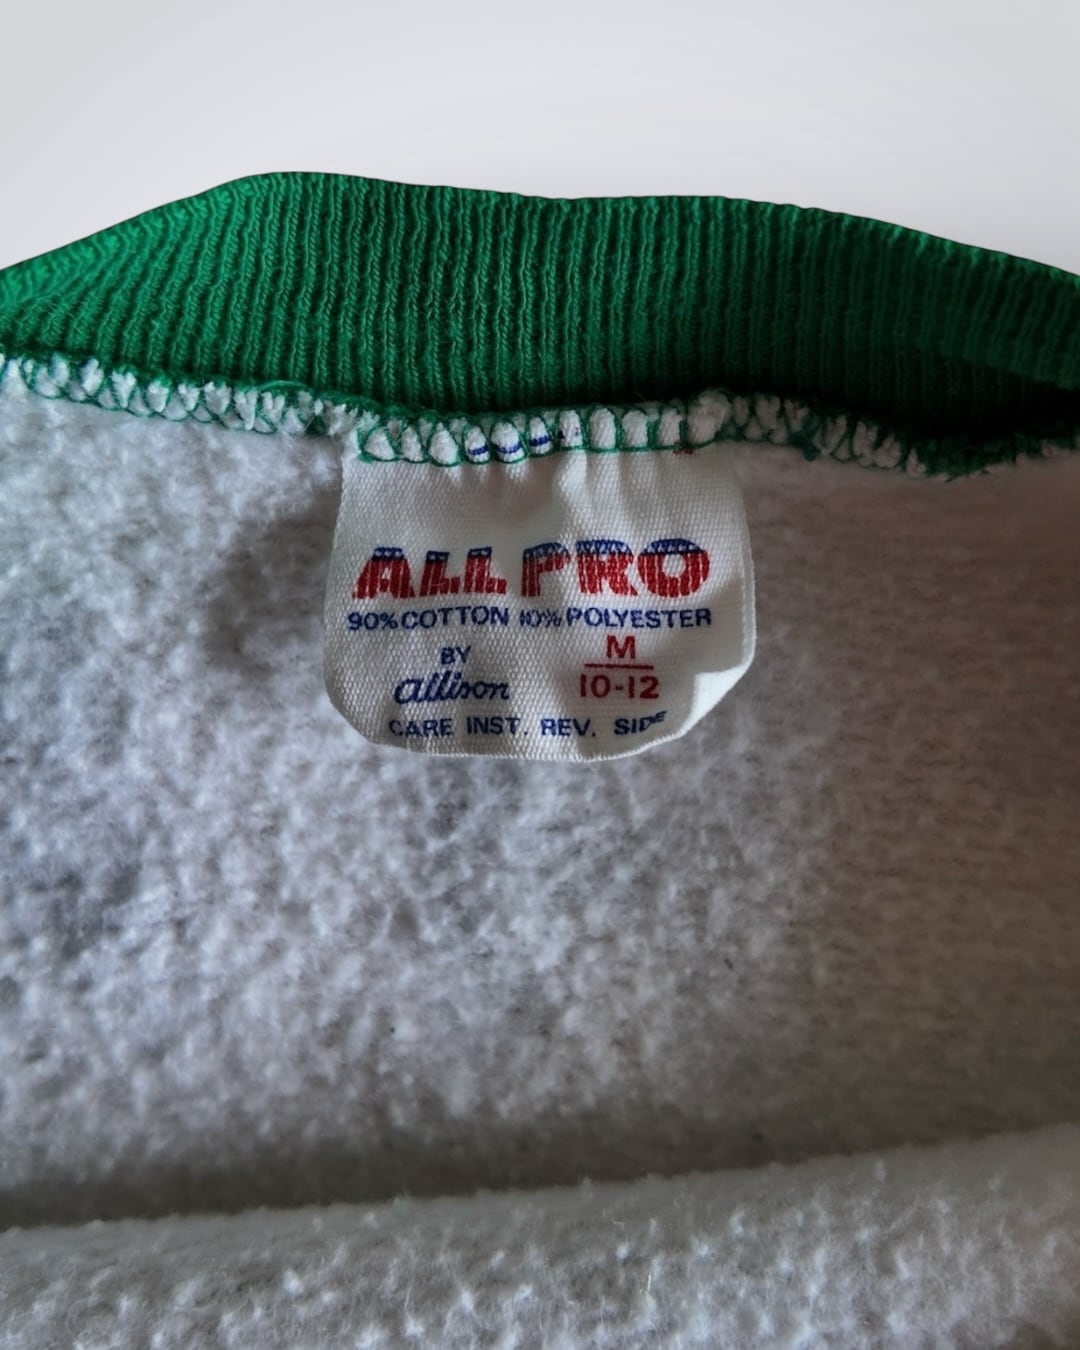 ALL PRO
90% COTTON 10% POLYESTER
BY
allison
M
10-12
CARE INST. REV. SIDE